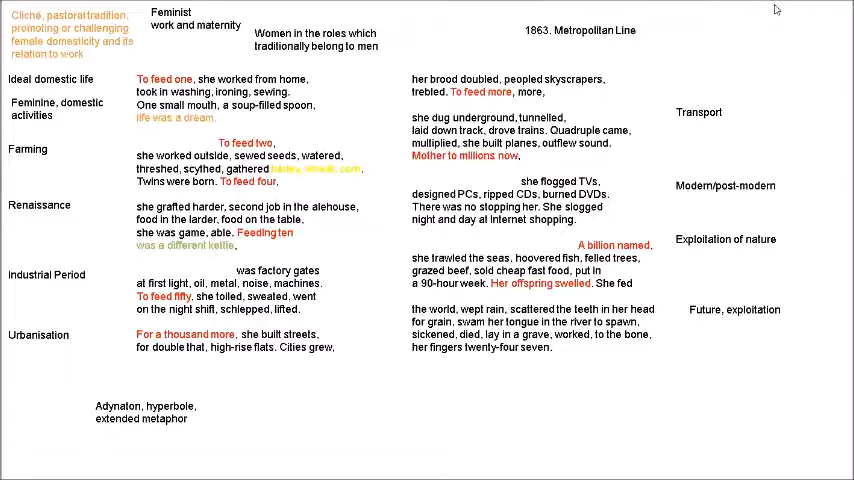 Cliché, pastoral tradition,
promoting or challenging
female domesticity and its
relation to work
Feminist
work and maternity
Women in the roles which
traditionally belong to men
1863. Metropolitan Line
Ideal domestic life
Feminine, domestic
activities
Farming
Renaissance
Industrial Period
Urbanisation
To feed one, she worked from home,
took in washing, ironing, sewing.
One small mouth, a soup-filled spoon,
life was a dream.
To feed two,
she worked outside, sewed seeds, watered,
threshed, scythed, gathered barley, wheat, corn.
Twins were born. To feed four,
she grafted harder, second job in the alehouse,
food in the larder, food on the table,
she was game, able. Feeding ten
was a different kettle,
was factory gates
at first light, oil, metal, noise, machines.
To feed fifty, she toiled, sweated, went
on the night shift, schlepped, lifted.
For a thousand more, she built streets,
for double that, high-rise flats. Cities grew,
her brood doubled, peopled skyscrapers,
trebled. To feed more, more,
she dug underground, tunnelled,
laid down track, drove trains. Quadruple came,
multiplied, she built planes, outflew sound.
Mother to millions now,
she flogged TVs,
designed PCs, ripped CDs, burned DVDs.
There was no stopping her. She slogged
night and day at Internet shopping.
A billion named,
she trawled the seas, hoovered fish, felled trees,
grazed beef, sold cheap fast food, put in
a 90-hour week. Her offspring swelled. She fed
the world, wept rain, scattered the teeth in her head
for grain, swam her tongue in the river to spawn,
sickened, died, lay in a grave, worked, to the bone,
her fingers twenty-four seven.
Transport
Modern/post-modern
Exploitation of nature
Future, exploitation
Adynaton, hyperbole,
extended metaphor